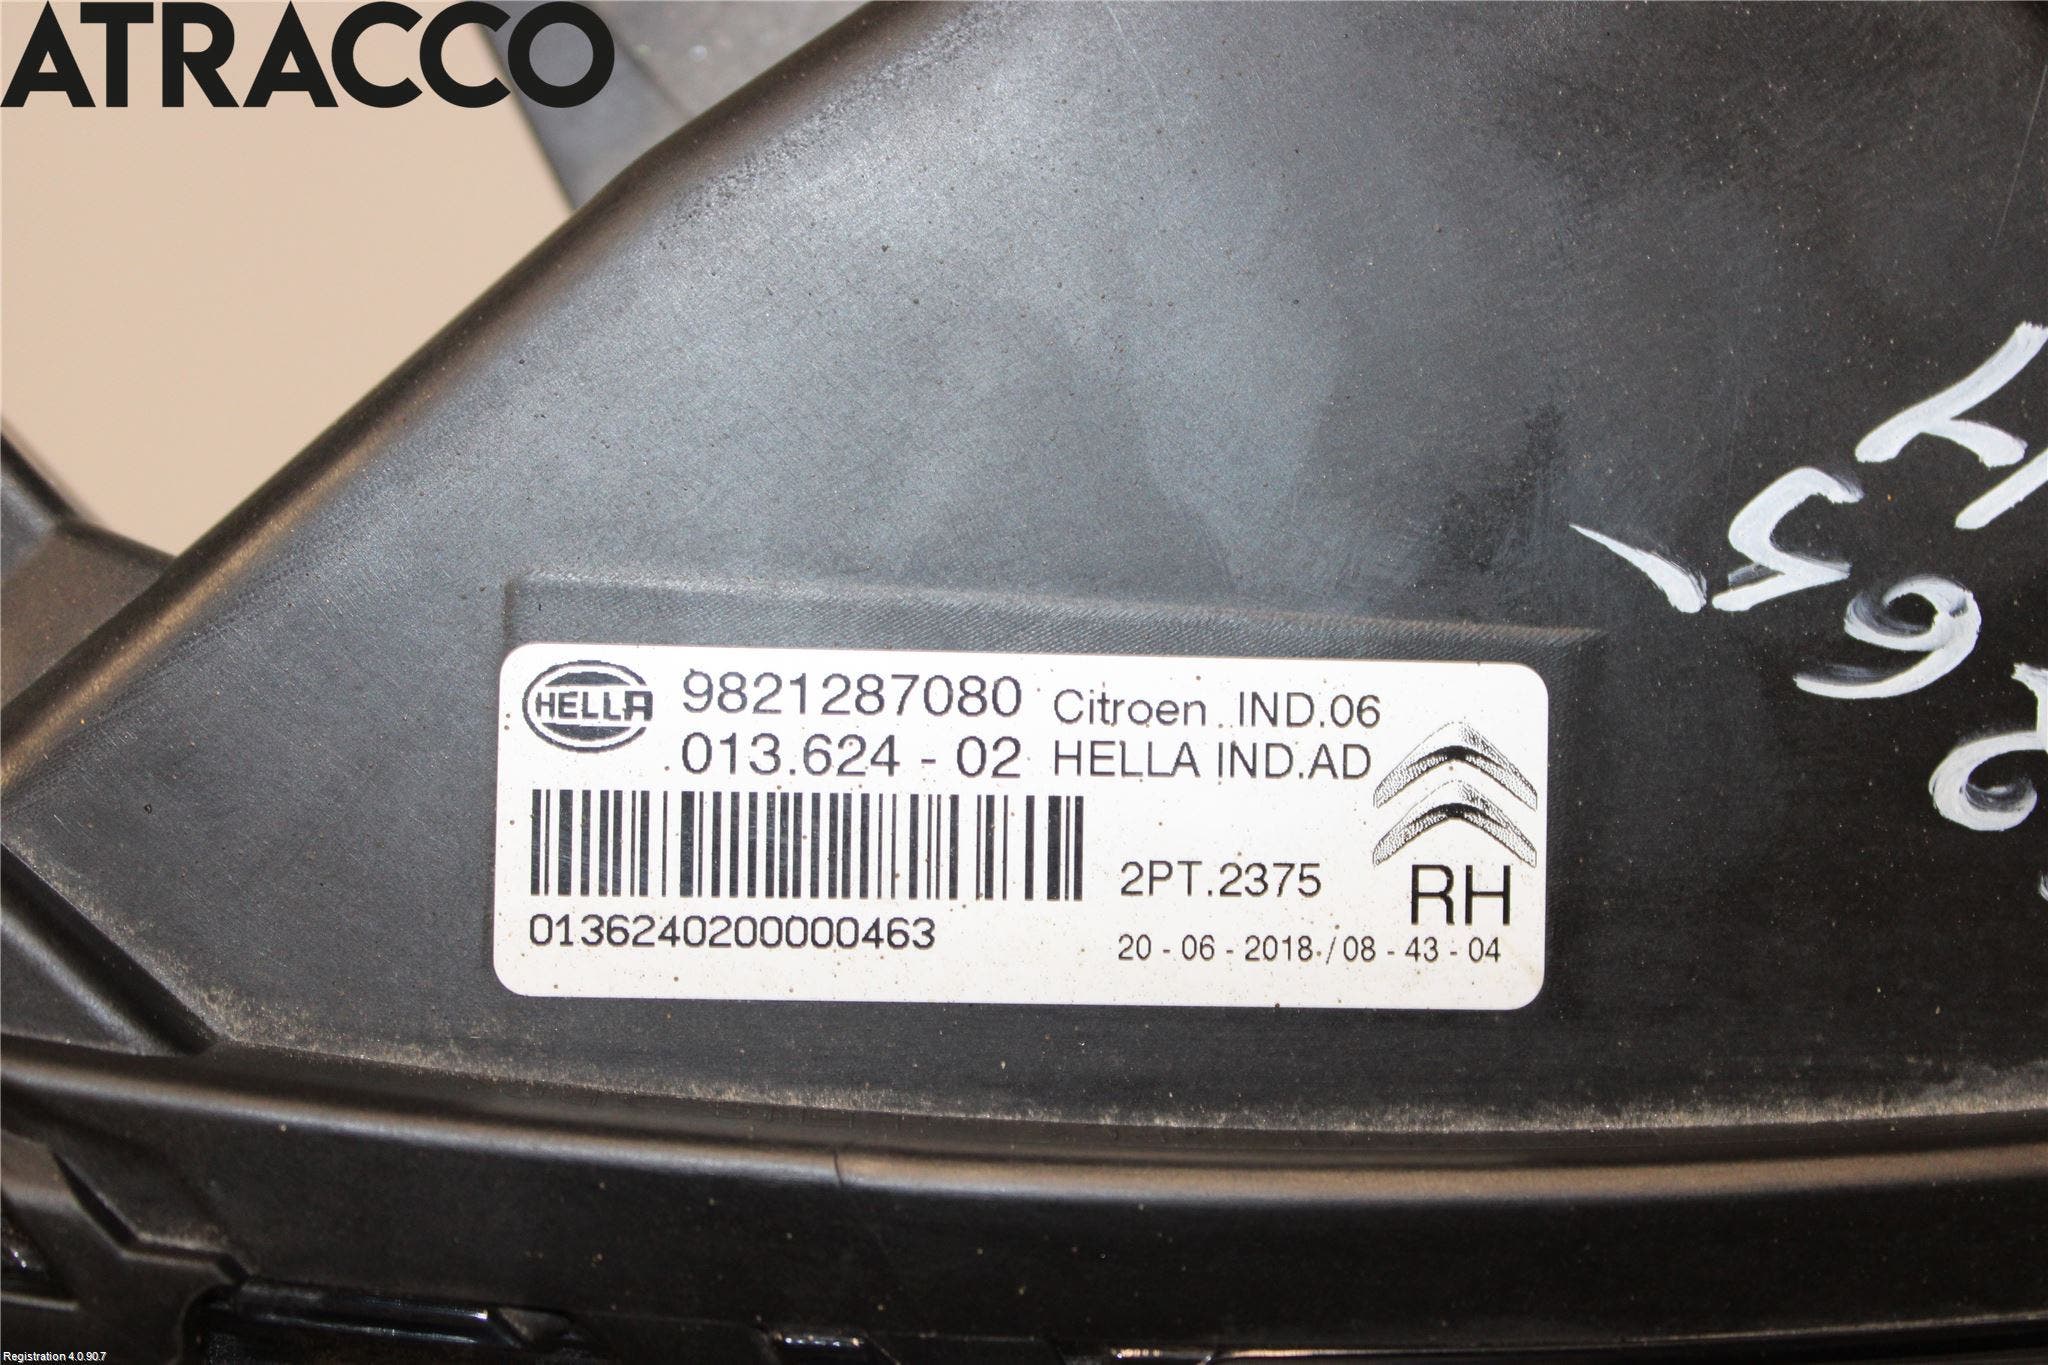 ATRACCO
HELLA 9821287080 Citroen IND.06
013.624 - 02 HELLA IND.AD
2PT.2375
RH
01362402000000463
20 - 06 - 2018 / 08 - 43 - 04
Registration 4.0.90.7